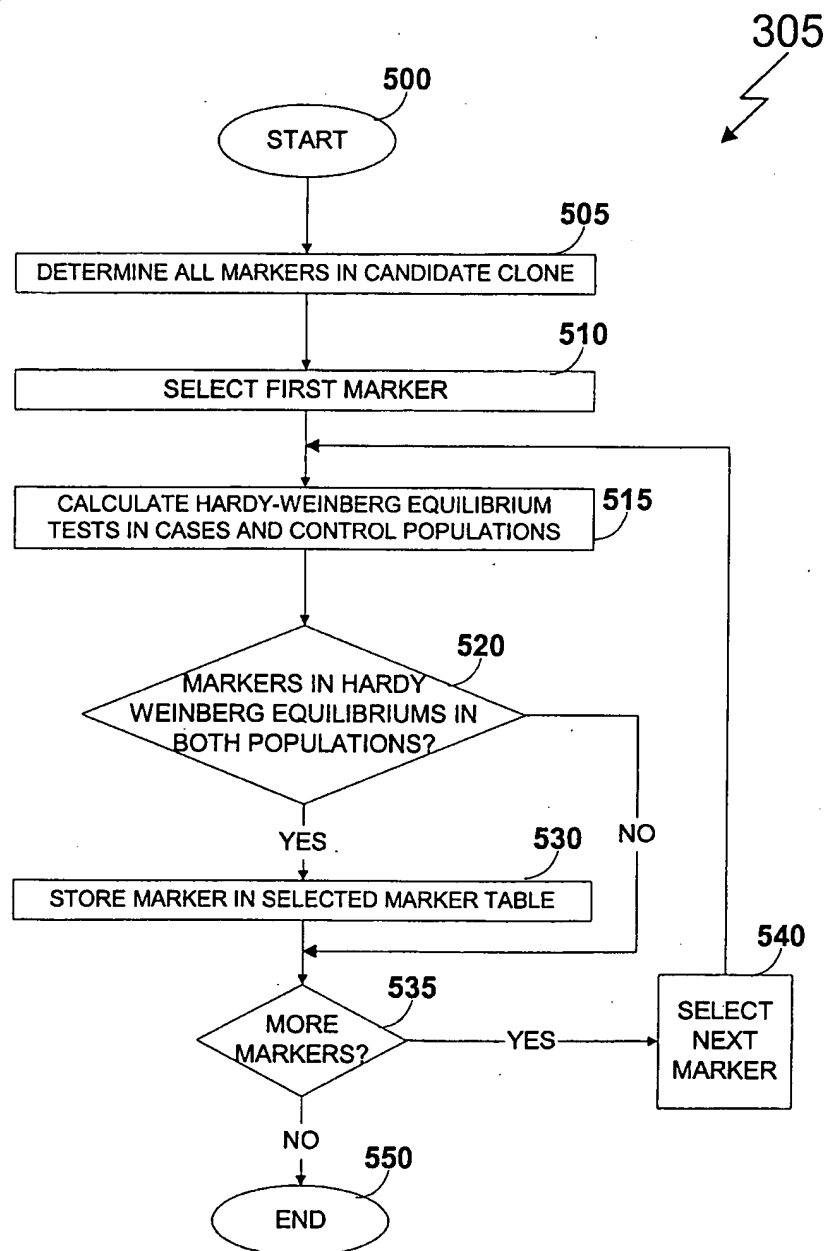 305
500
START
505
DETERMINE ALL MARKERS IN CANDIDATE CLONE
510
SELECT FIRST MARKER
CALCULATE HARDY-WEINBERG EQUILIBRIUM
TESTS IN CASES AND CONTROL POPULATIONS
515
520
MARKERS IN HARDY
WEINBERG EQUILIBRIUMS IN
BOTH POPULATIONS?
YES
NO
530
STORE MARKER IN SELECTED MARKER TABLE
535
MORE
MARKERS?
YES
540
SELECT
NEXT
MARKER
NO
550
END